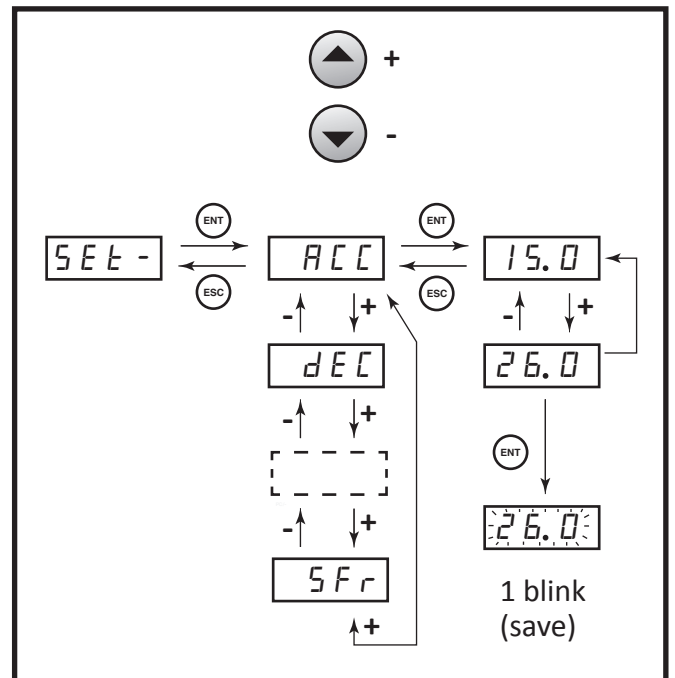 +
-
ENT ENT
SEt- ACC 15.0
ESC ESC
- + - +
dEC 26.0
- +
ENT
- + 26.0
SFr 1 blink
+ (save)